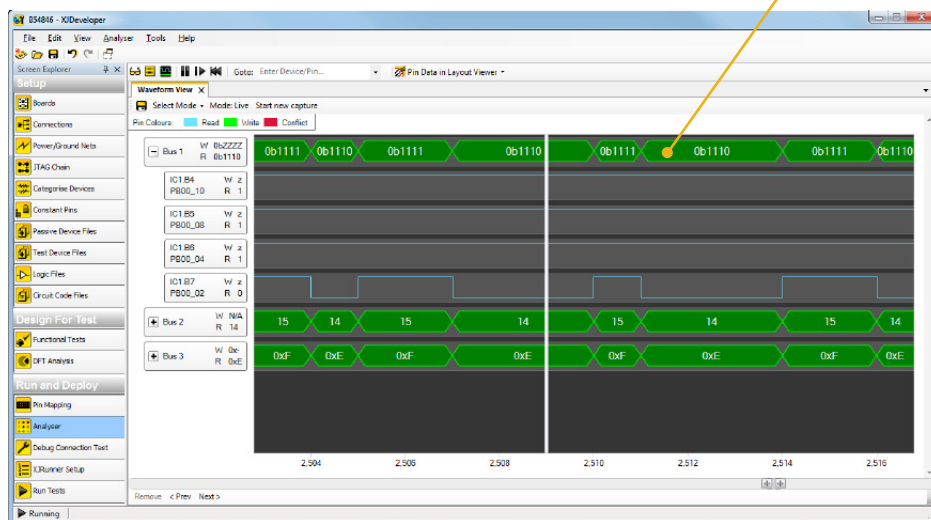 B54846 - XJDeveloper
File Edit View Analyser Tools Help
Screen Explorer
Goto: Enter Device/Pin...
Pin Data in Layout Viewer
Setup
Boards
Connections
Power/Ground Nets
JTAG Chain
Categorise Devices
Constant Pins
Passive Device Files
Test Device Files
Logic Files
Circuit Code Files
Design For Test
Functional Tests
DFT Analysis
Run and Deploy
Pin Mapping
Analyser
Debug Connection Test
XJRunner Setup
Run Tests
Running
Waveform View X
Select Mode Mode: Live Start new capture
Pin Colours: Read Write Conflict
Bus 1 W 0bZZZZ
R 0b1110
0b1111 0b1110 0b1111 0b1110 0b1111 0b1110 0b1111 0b1110
IC1.B4 W z
PB00_10 R 1
IC1.B5 W z
PB00_08 R 1
IC1.B6 W z
PB00_04 R 1
IC1.B7 W z
PB00_02 R 0
Bus 2 W N/A
R 14
15 14 15 14 15 14 15 14
Bus 3 W 0x-
R 0xE
0xF 0xE 0xF 0xE 0xF 0xE 0xF 0xE
2,504 2,506 2,508 2,510 2,512 2,514 2,516
Remove < Prev Next >